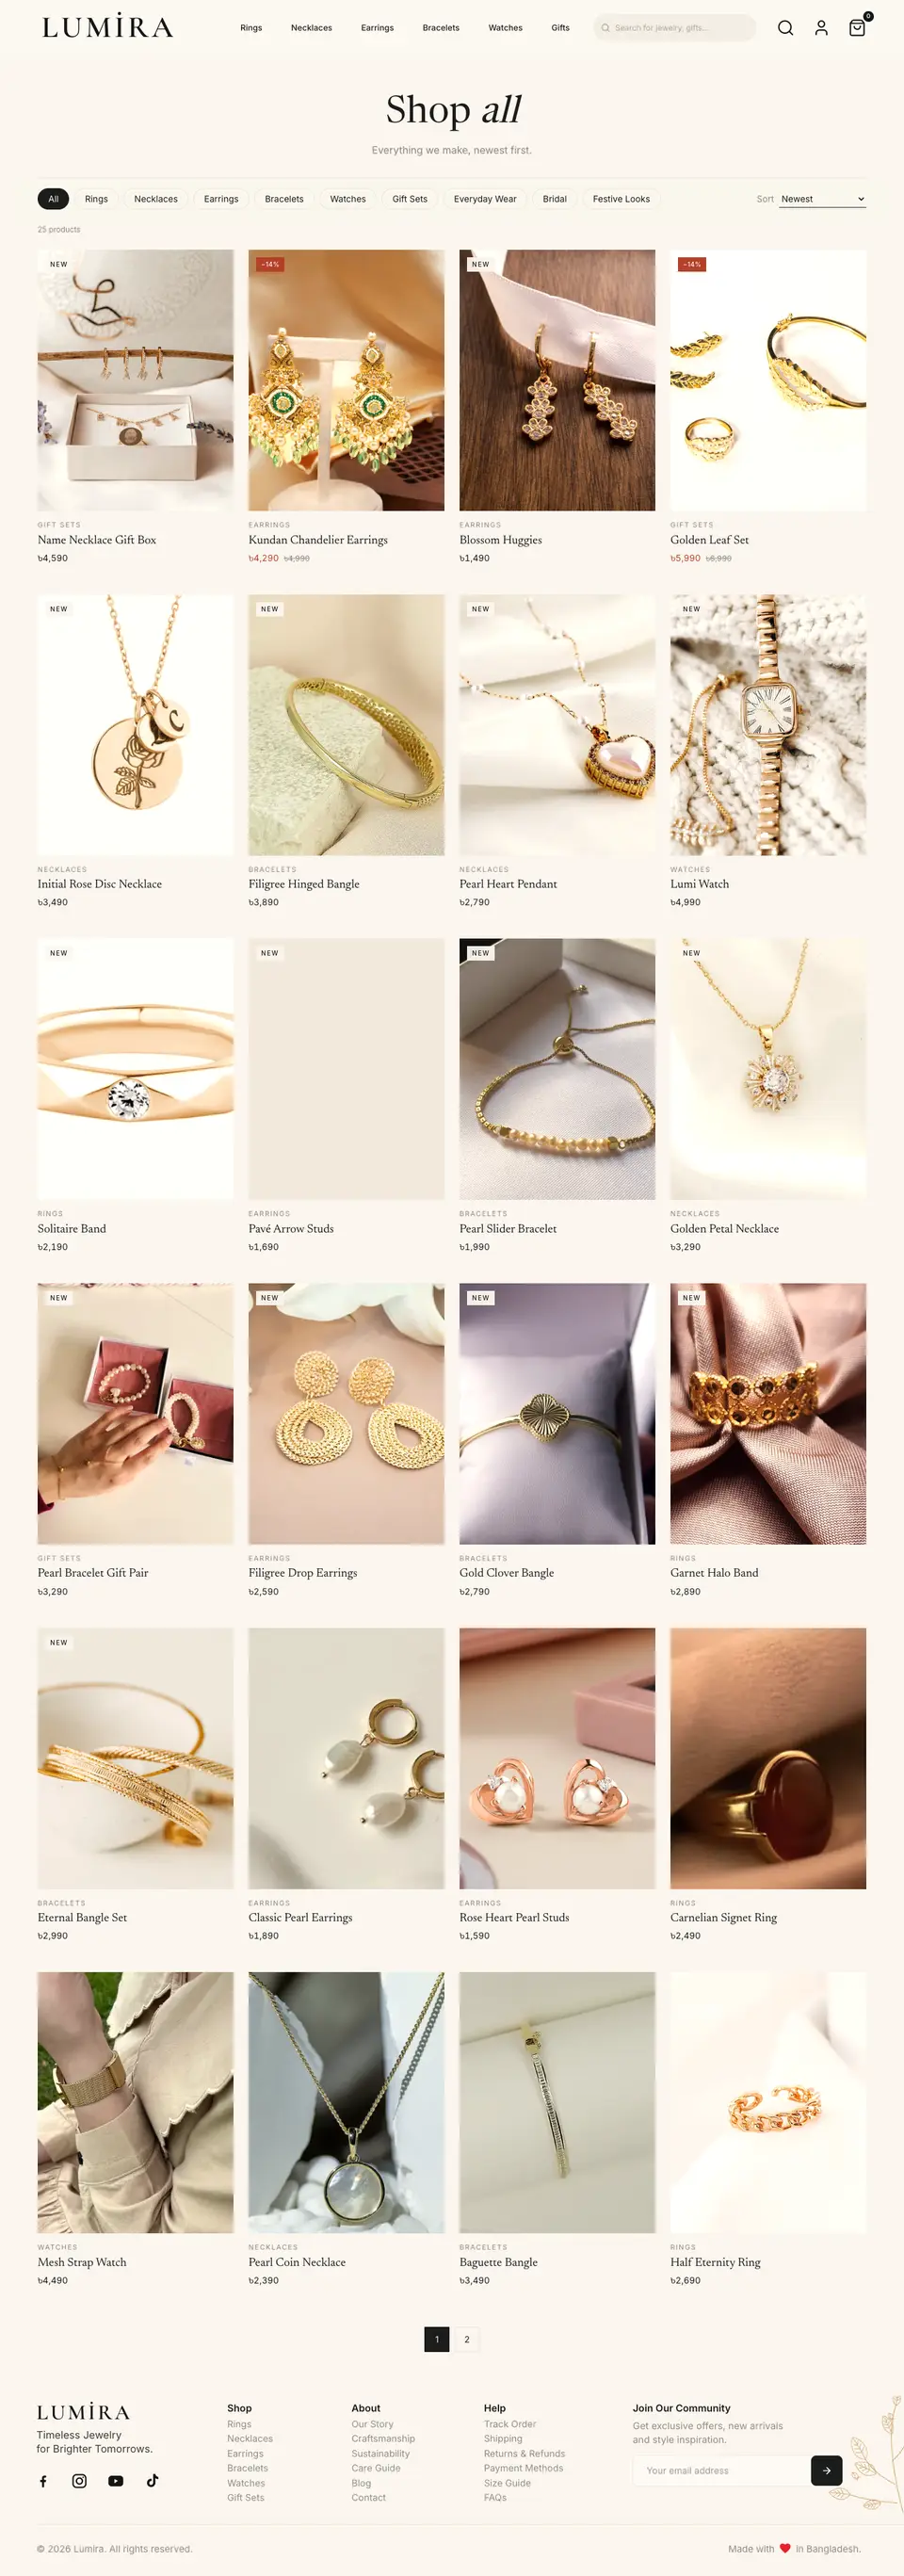 LUMIRA
Rings Necklaces Earrings Bracelets Watches Gifts Search for jewelry, gifts... 0
Shop all
Everything we make, newest first.
All Rings Necklaces Earrings Bracelets Watches Gift Sets Everyday Wear Bridal Festive Looks Sort Newest
25 products
NEW -14% NEW -14%
GIFT SETS EARRINGS EARRINGS GIFT SETS
Name Necklace Gift Box Kundan Chandelier Earrings Blossom Huggies Golden Leaf Set
৳4,590 ৳4,290 ৳4,990 ৳1,490 ৳5,990 ৳6,990
NEW NEW NEW NEW
C
NECKLACES BRACELETS NECKLACES WATCHES
Initial Rose Disc Necklace Filigree Hinged Bangle Pearl Heart Pendant Lumi Watch
৳3,490 ৳3,890 ৳2,790 ৳4,990
NEW NEW NEW NEW
RINGS EARRINGS BRACELETS NECKLACES
Solitaire Band Pavé Arrow Studs Pearl Slider Bracelet Golden Petal Necklace
৳2,190 ৳1,690 ৳1,990 ৳3,290
NEW NEW NEW NEW
GIFT SETS EARRINGS BRACELETS RINGS
Pearl Bracelet Gift Pair Filigree Drop Earrings Gold Clover Bangle Garnet Halo Band
৳3,290 ৳2,590 ৳2,790 ৳2,890
NEW
BRACELETS EARRINGS EARRINGS RINGS
Eternal Bangle Set Classic Pearl Earrings Rose Heart Pearl Studs Carnelian Signet Ring
৳2,990 ৳1,890 ৳1,590 ৳2,490
WATCHES NECKLACES BRACELETS RINGS
Mesh Strap Watch Pearl Coin Necklace Baguette Bangle Half Eternity Ring
৳4,490 ৳2,390 ৳3,490 ৳2,690
1 2
LUMIRA
Timeless Jewelry
for Brighter Tomorrows.
Shop
Rings
Necklaces
Earrings
Bracelets
Watches
Gift Sets
About
Our Story
Craftsmanship
Sustainability
Care Guide
Blog
Contact
Help
Track Order
Shipping
Returns & Refunds
Payment Methods
Size Guide
FAQs
Join Our Community
Get exclusive offers, new arrivals
and style inspiration.
Your email address
© 2026 Lumira. All rights reserved.
Made with ❤ in Bangladesh.